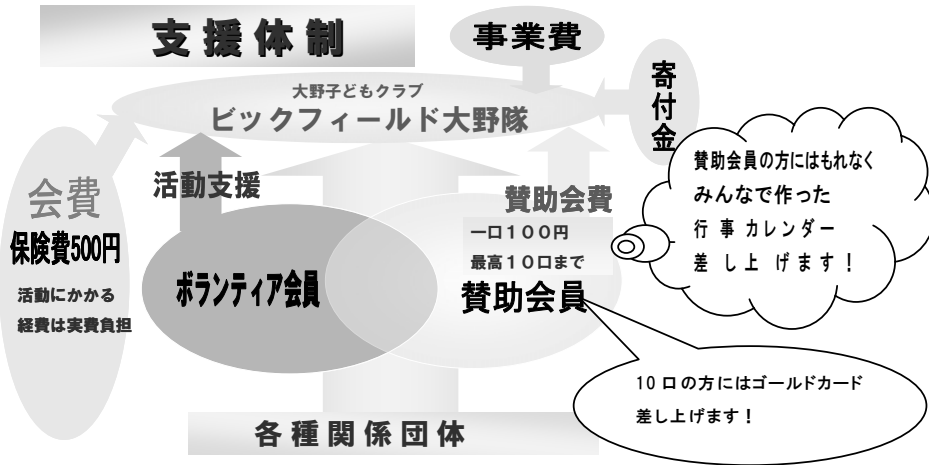 支援体制
事業費
寄付金
大野子どもクラブ
ビックフィールド大野隊
会費
保険費500円
活動にかかる
経費は実費負担
活動支援
ボランティア会員
賛助会費
一口100円
最高10口まで
賛助会員
賛助会員の方にはもれなく
みんなで作った
行事カレンダー
差し上げます!
10口の方にはゴールドカード
差し上げます!
各種関係団体